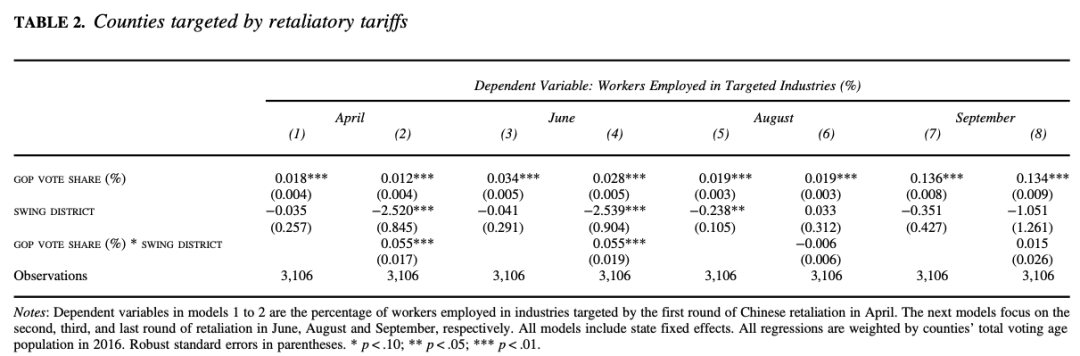 TABLE 2. Counties targeted by retaliatory tariffs
Dependent Variable: Workers Employed in Targeted Industries (%)
April June August September
(1) (2) (3) (4) (5) (6) (7) (8)
GOP VOTE SHARE (%) 0.018*** 0.012*** 0.034*** 0.028*** 0.019*** 0.019*** 0.136*** 0.134***
(0.004) (0.004) (0.005) (0.005) (0.003) (0.003) (0.008) (0.009)
SWING DISTRICT −0.035 −2.520*** −0.041 −2.539*** −0.238** 0.033 −0.351 −1.051
(0.257) (0.845) (0.291) (0.904) (0.105) (0.312) (0.427) (1.261)
GOP VOTE SHARE (%) * SWING DISTRICT 0.055*** 0.055*** −0.006 0.015
(0.017) (0.019) (0.006) (0.026)
Observations 3,106 3,106 3,106 3,106 3,106 3,106 3,106 3,106
Notes: Dependent variables in models 1 to 2 are the percentage of workers employed in industries targeted by the first round of Chinese retaliation in April. The next models focus on the
second, third, and last round of retaliation in June, August and September, respectively. All models include state fixed effects. All regressions are weighted by counties’ total voting age
population in 2016. Robust standard errors in parentheses. * p<.10; ** p<.05; *** p<.01.